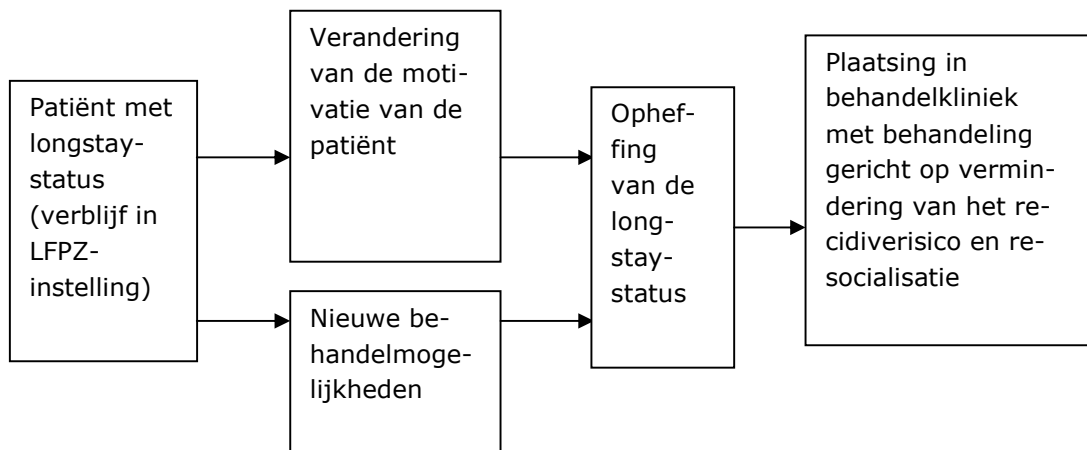 Patiënt met
longstay-
status
(verblijf in
LFPZ-
instelling)
Verandering
van de moti-
vatie van de
patiënt
Nieuwe be-
handelmoge-
lijkheden
Ophef-
fing
van de
long-
stay-
status
Plaatsing in
behandelkliniek
met behandeling
gericht op vermin-
dering van het re-
cidiverisico en re-
socialisatie